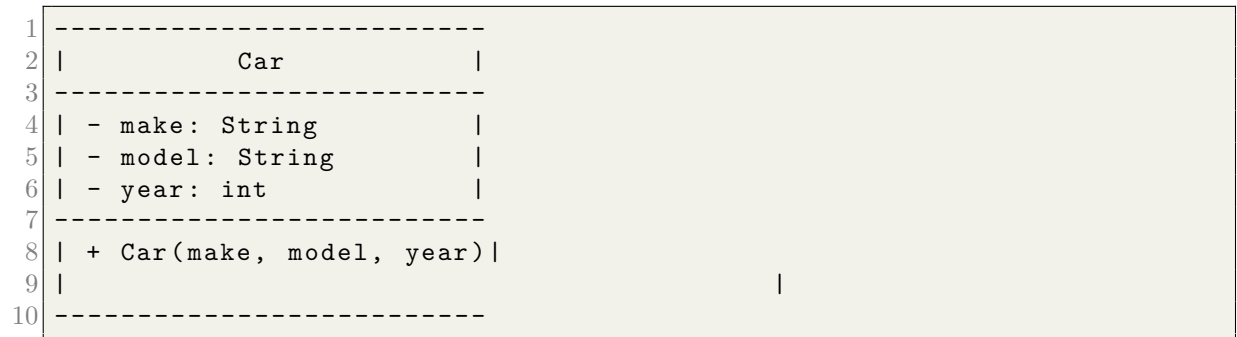 1 --------------------------
2 |          Car           |
3 --------------------------
4 | - make: String         |
5 | - model: String        |
6 | - year: int            |
7 --------------------------
8 | + Car(make, model, year)|
9 |                                          |
10 --------------------------